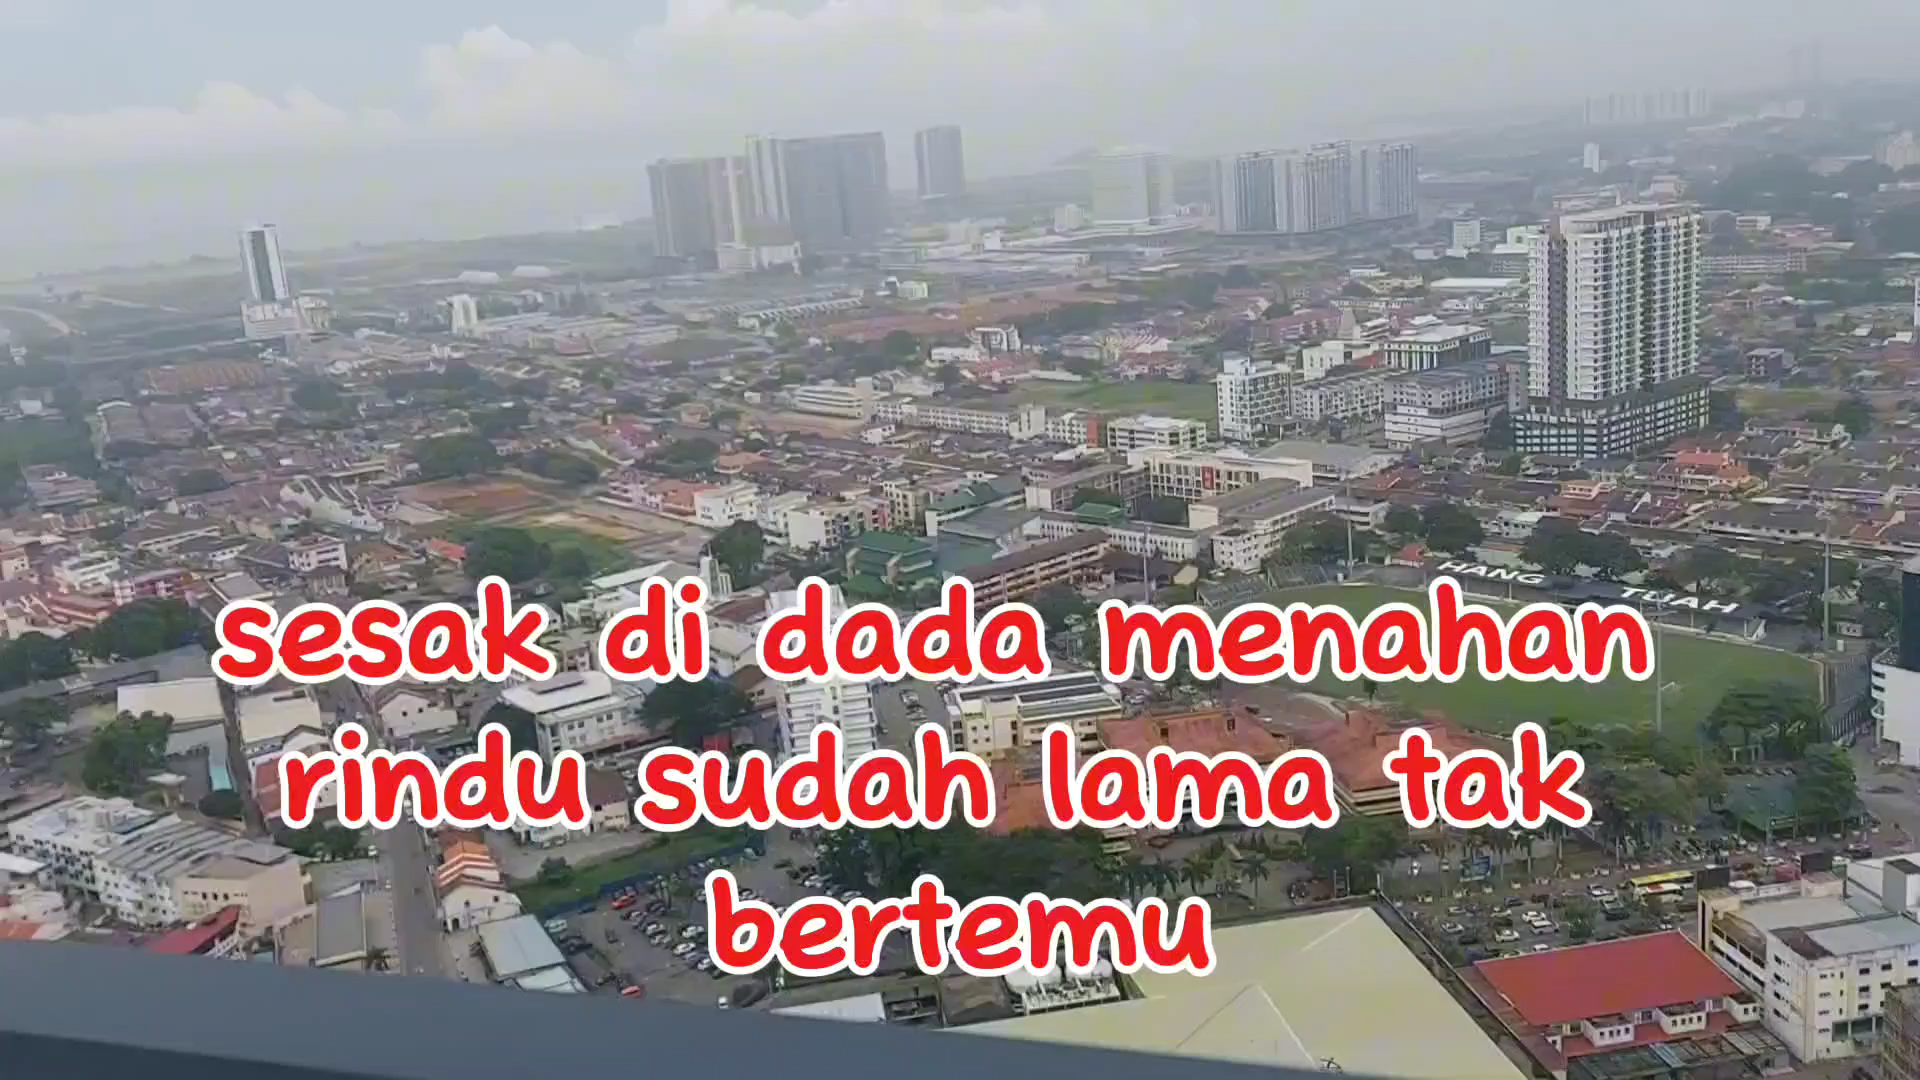 HANG
TUAH
sesak di dada menahan
rindu sudah lama tak
bertemu